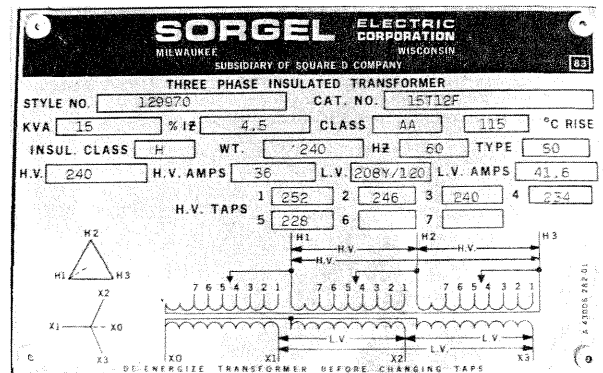 SORGEL ELECTRIC CORPORATION
MILWAUKEE WISCONSIN
SUBSIDIARY OF SQUARE D COMPANY 83
THREE PHASE INSULATED TRANSFORMER
STYLE NO. 129970 CAT. NO. 15T12F
KVA 15 % IZ 4.5 CLASS AA 115 °C RISE
INSUL. CLASS H WT. 240 HZ 60 TYPE SO
H.V. 240 H.V. AMPS 36 L.V. 208Y/120 L.V. AMPS 41.6
H.V. TAPS 1 252 2 246 3 240 4 234
5 228 6 7
H1 H2 H3
H.V. H.V.
H.V.
H2
H1 H3
7 6 5 4 3 2 1 7 6 5 4 3 2 1 7 6 5 4 3 2 1
X2
X1 X0
X3
L.V. L.V.
L.V.
X0 X1 X2 X3
DE-ENERGIZE TRANSFORMER BEFORE CHANGING TAPS